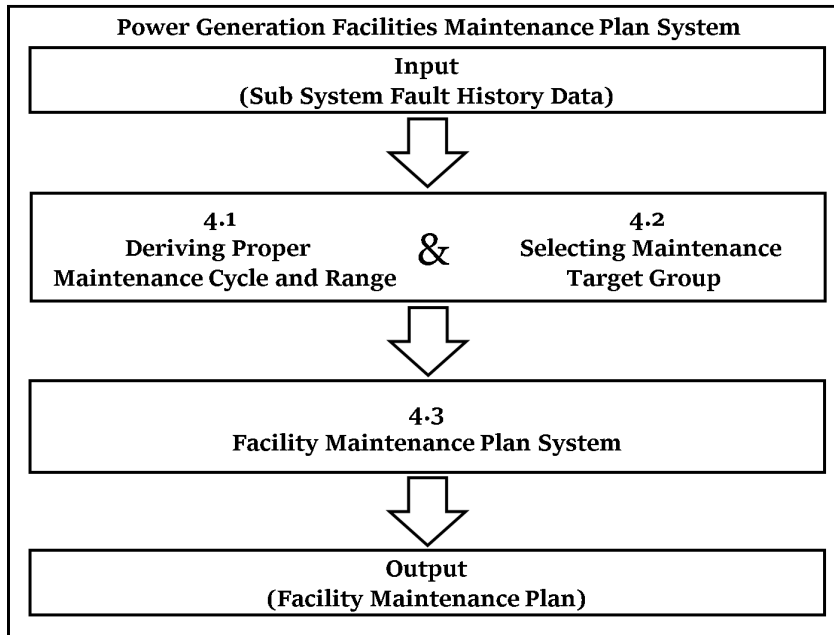 Power Generation Facilities Maintenance Plan System
Input
(Sub System Fault History Data)
4.1
Deriving Proper
Maintenance Cycle and Range
&
4.2
Selecting Maintenance
Target Group
4.3
Facility Maintenance Plan System
Output
(Facility Maintenance Plan)